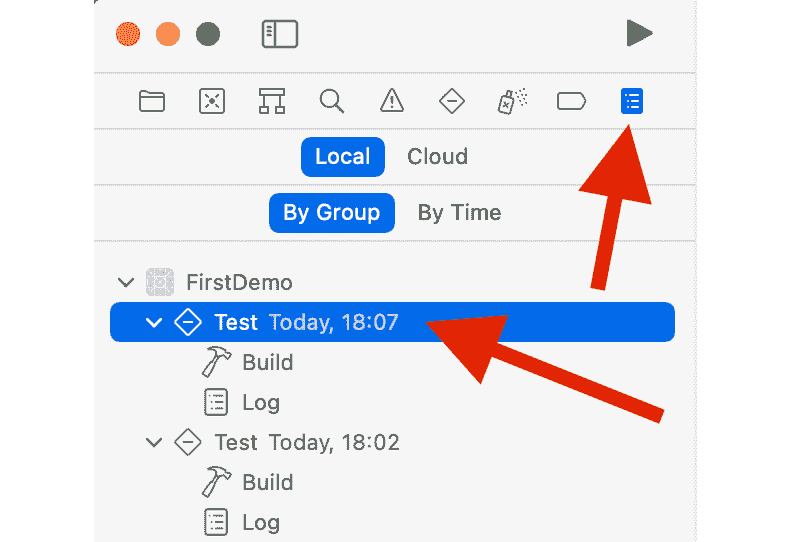 Local Cloud
By Group By Time
FirstDemo
Test Today, 18:07
Build
Log
Test Today, 18:02
Build
Log